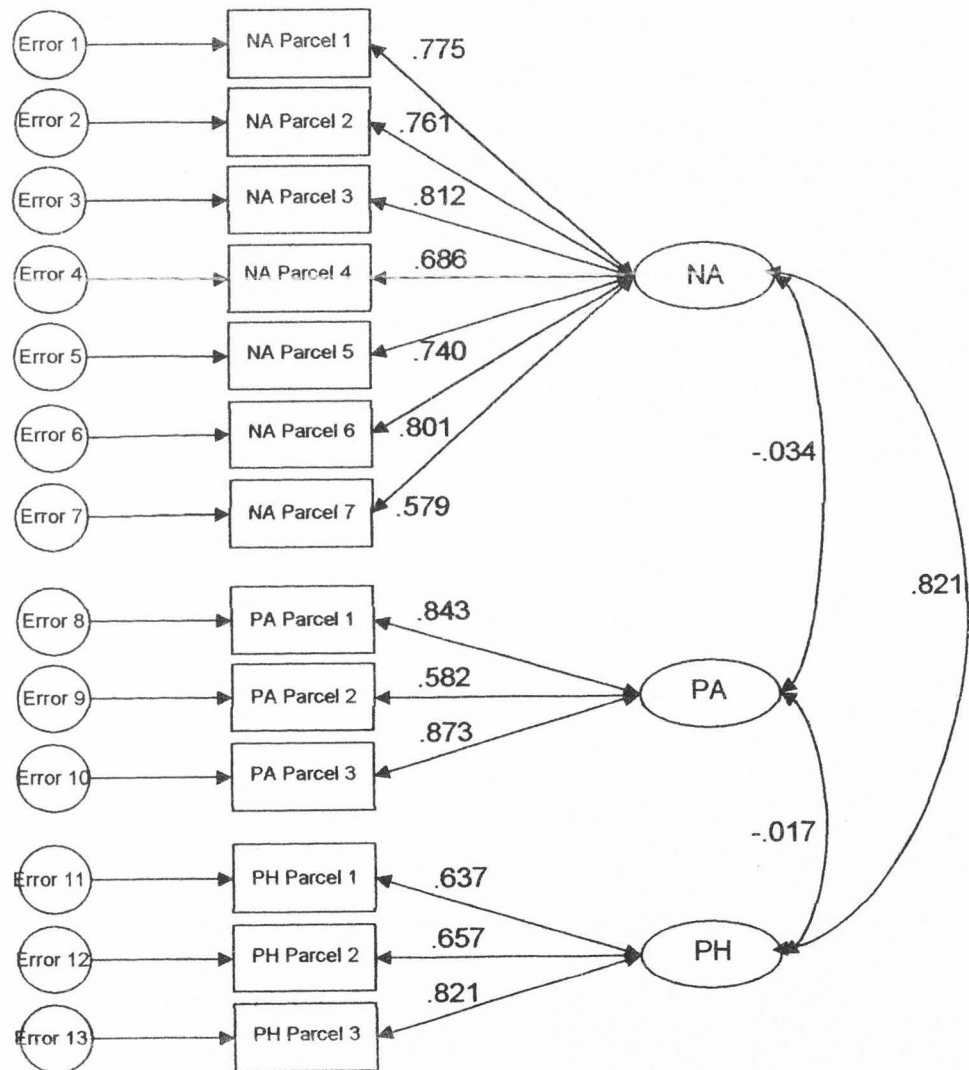 Error 1 NA Parcel 1 .775
Error 2 NA Parcel 2 .761
Error 3 NA Parcel 3 .812
Error 4 NA Parcel 4 .686 NA
Error 5 NA Parcel 5 .740
Error 6 NA Parcel 6 .801
-.034
Error 7 NA Parcel 7 .579
.821
Error 8 PA Parcel 1 .843
Error 9 PA Parcel 2 .582 PA
Error 10 PA Parcel 3 .873
-.017
Error 11 PH Parcel 1 .637
Error 12 PH Parcel 2 .657 PH
Error 13 PH Parcel 3 .821